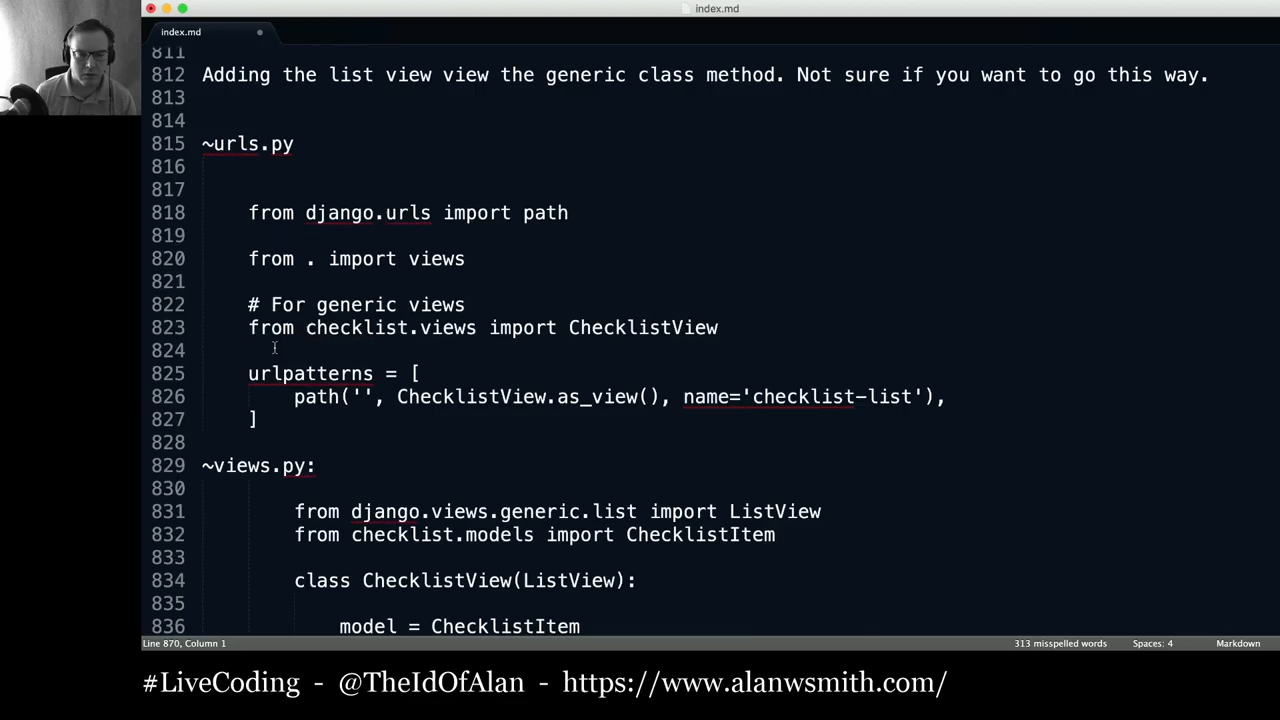 index.md
index.md
811
812 Adding the list view view the generic class method. Not sure if you want to go this way.
813
814
815 ~urls.py
816
817
818 from django.urls import path
819
820 from . import views
821
822 # For generic views
823 from checklist.views import ChecklistView
824
825 urlpatterns = [
826 path('', ChecklistView.as_view(), name='checklist-list'),
827 ]
828
829 ~views.py:
830
831 from django.views.generic.list import ListView
832 from checklist.models import ChecklistItem
833
834 class ChecklistView(ListView):
835
836 model = ChecklistItem
Line 870, Column 1 313 misspelled words Spaces: 4 Markdown
#LiveCoding - @TheIdOfAlan - https://www.alanwsmith.com/